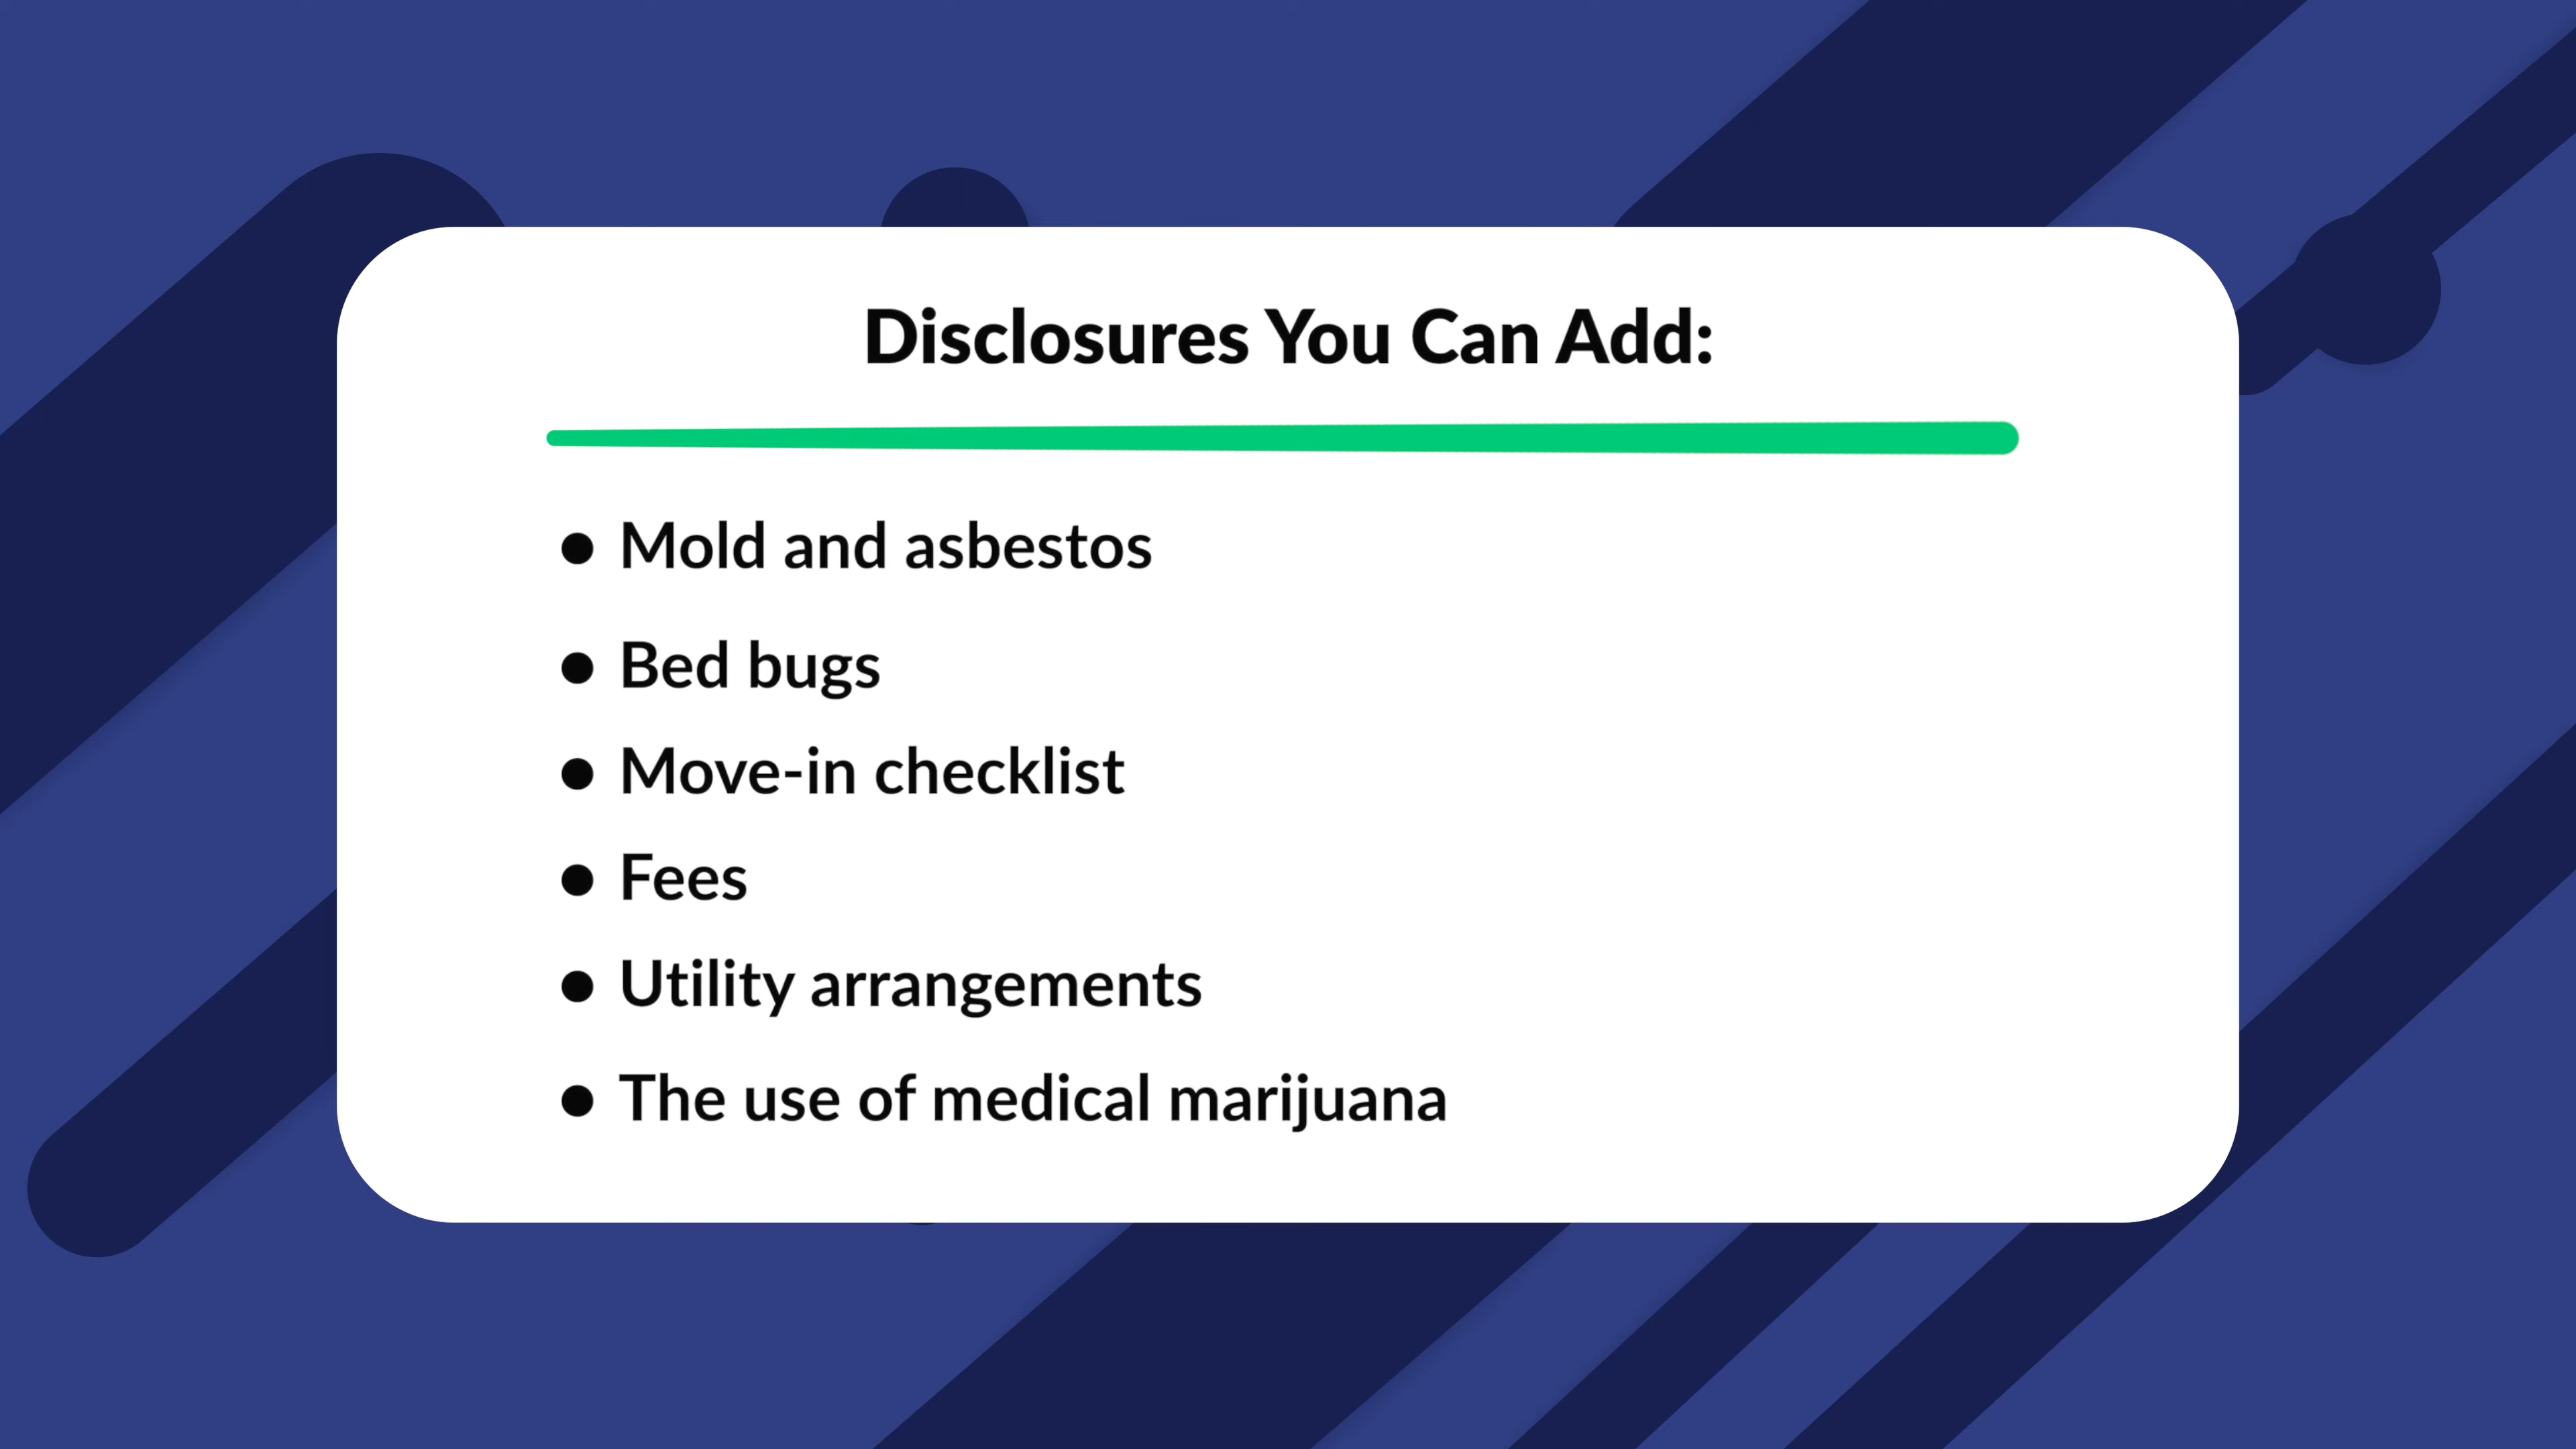 Disclosures You Can Add:
● Mold and asbestos
● Bed bugs
● Move-in checklist
● Fees
● Utility arrangements
● The use of medical marijuana